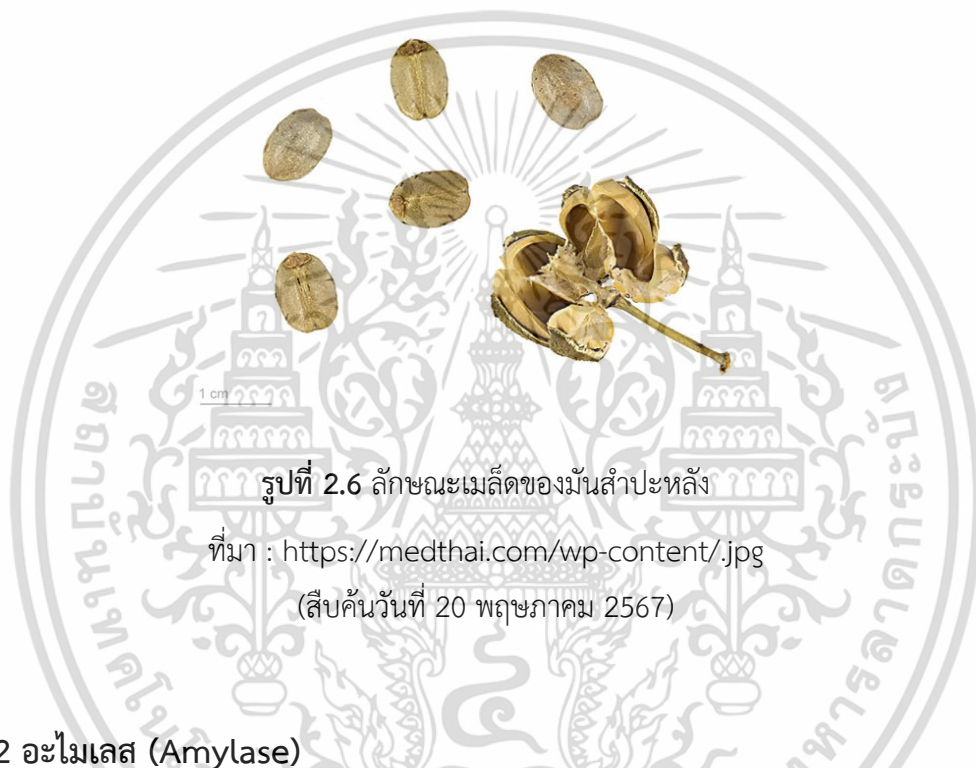 1 cm
รูปที่ 2.6 ลักษณะเมล็ดของมันสำปะหลัง
ที่มา : https://medthai.com/wp-content/.jpg
(สืบค้นวันที่ 20 พฤษภาคม 2567)
2 อะไมเลส (Amylase)